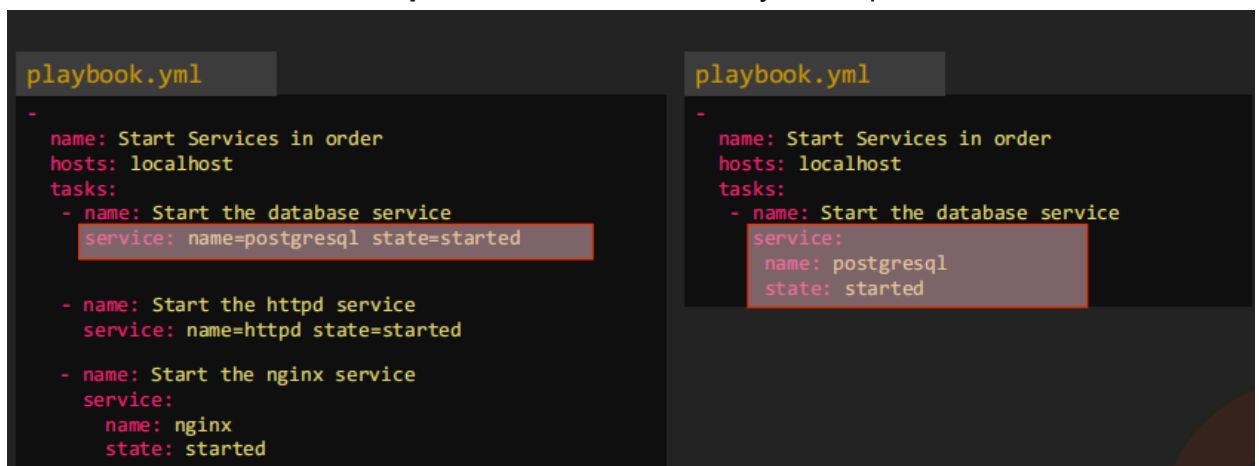 playbook.yml
-
name: Start Services in order
hosts: localhost
tasks:
- name: Start the database service
service: name=postgresql state=started
- name: Start the httpd service
service: name=httpd state=started
- name: Start the nginx service
service:
name: nginx
state: started
playbook.yml
-
name: Start Services in order
hosts: localhost
tasks:
- name: Start the database service
service:
name: postgresql
state: started